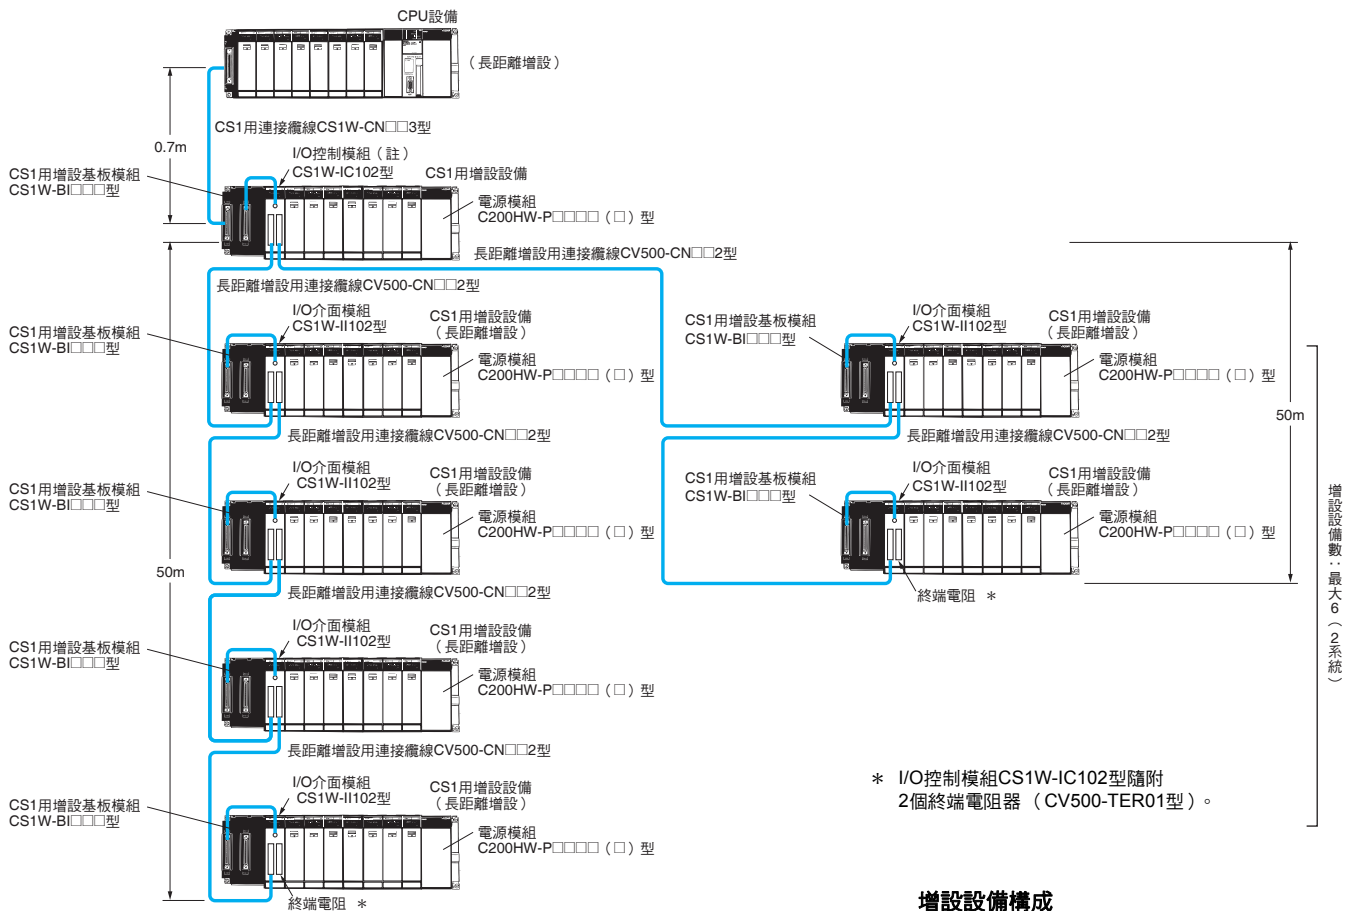 CPU設備
（長距離增設）
CS1用連接纜線CS1W-CN□□3型
0.7m
I/O控制模組（註）
CS1W-IC102型
CS1用增設設備
CS1用增設基板模組
CS1W-BI□□□型
電源模組
C200HW-P□□□□（□）型
長距離增設用連接纜線CV500-CN□□2型
長距離增設用連接纜線CV500-CN□□2型
I/O介面模組
CS1W-II102型
CS1用增設設備
（長距離增設）
CS1用增設基板模組
CS1W-BI□□□型
電源模組
C200HW-P□□□□（□）型
長距離增設用連接纜線CV500-CN□□2型
I/O介面模組
CS1W-II102型
CS1用增設設備
（長距離增設）
CS1用增設基板模組
CS1W-BI□□□型
電源模組
C200HW-P□□□□（□）型
50m
長距離增設用連接纜線CV500-CN□□2型
I/O介面模組
CS1W-II102型
CS1用增設設備
（長距離增設）
CS1用增設基板模組
CS1W-BI□□□型
電源模組
C200HW-P□□□□（□）型
長距離增設用連接纜線CV500-CN□□2型
I/O介面模組
CS1W-II102型
CS1用增設設備
（長距離增設）
CS1用增設基板模組
CS1W-BI□□□型
電源模組
C200HW-P□□□□（□）型
終端電阻 ＊
I/O介面模組
CS1W-II102型
CS1用增設設備
（長距離增設）
CS1用增設基板模組
CS1W-BI□□□型
電源模組
C200HW-P□□□□（□）型
50m
長距離增設用連接纜線CV500-CN□□2型
I/O介面模組
CS1W-II102型
CS1用增設設備
（長距離增設）
CS1用增設基板模組
CS1W-BI□□□型
電源模組
C200HW-P□□□□（□）型
終端電阻 ＊
增設設備數：最大6（2系統）
＊ I/O控制模組CS1W-IC102型隨附
2個終端電阻器（CV500-TER01型）。
增設設備構成